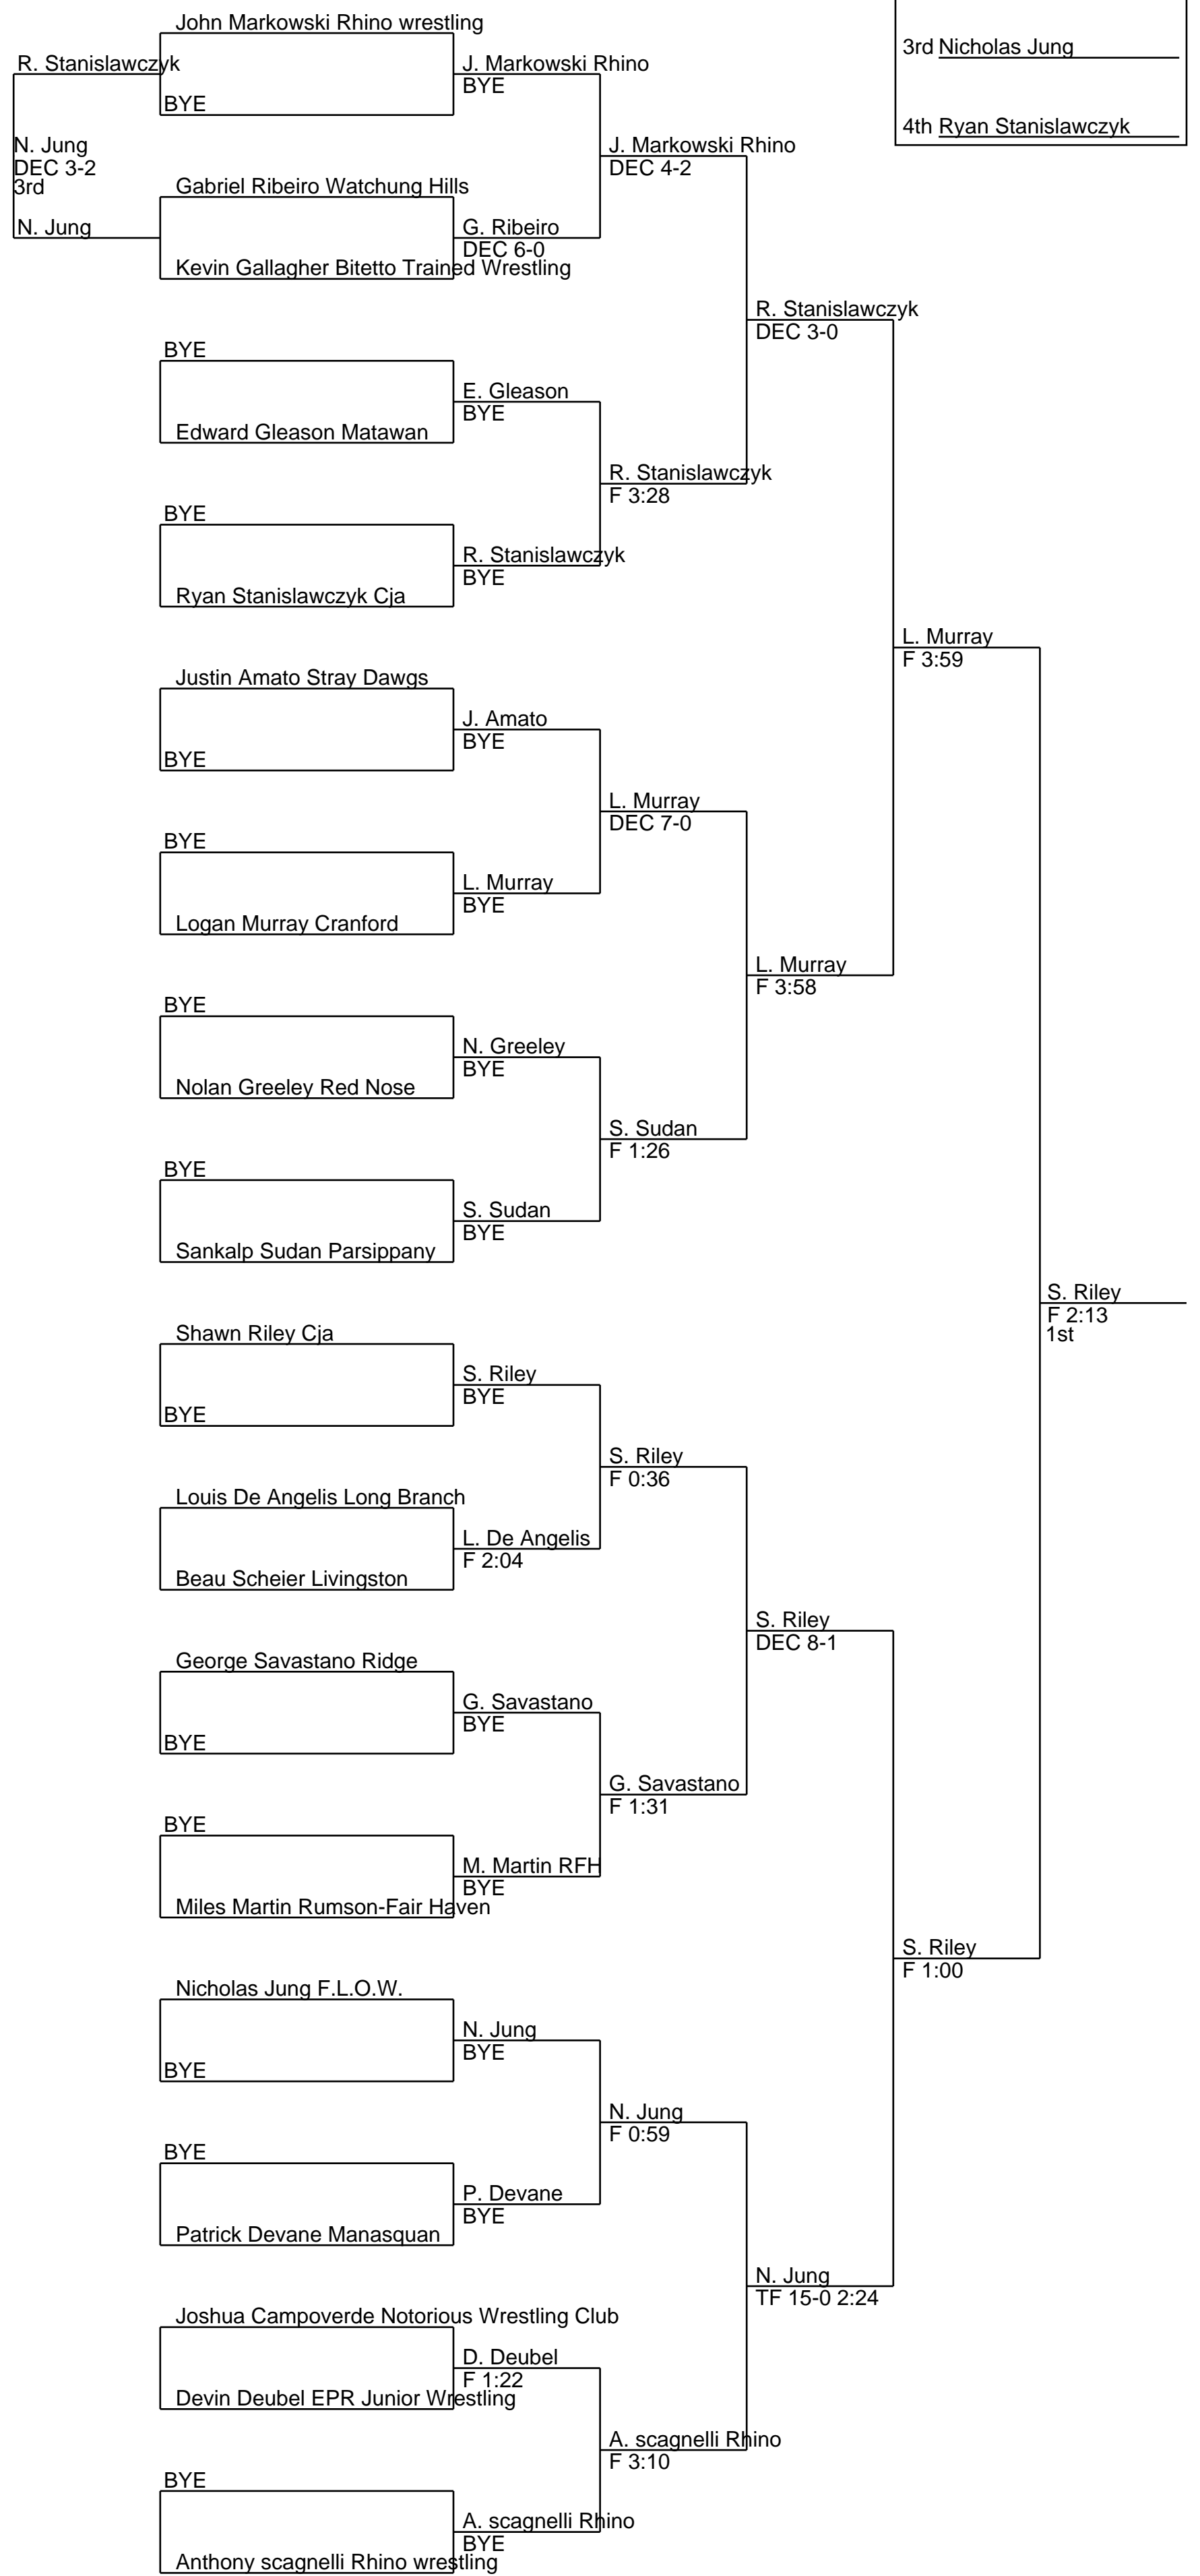 John Markowski Rhino wrestling
3rd Nicholas Jung
R. Stanislawczyk
J. Markowski Rhino
BYE
BYE
4th Ryan Stanislawczyk
N. Jung
DEC 3-2
3rd
J. Markowski Rhino
DEC 4-2
Gabriel Ribeiro Watchung Hills
N. Jung
G. Ribeiro
DEC 6-0
Kevin Gallagher Bitetto Trained Wrestling
R. Stanislawczyk
DEC 3-0
BYE
E. Gleason
BYE
Edward Gleason Matawan
R. Stanislawczyk
F 3:28
BYE
R. Stanislawczyk
BYE
Ryan Stanislawczyk Cja
L. Murray
F 3:59
Justin Amato Stray Dawgs
J. Amato
BYE
BYE
L. Murray
DEC 7-0
BYE
L. Murray
BYE
Logan Murray Cranford
L. Murray
F 3:58
BYE
N. Greeley
BYE
Nolan Greeley Red Nose
S. Sudan
F 1:26
BYE
S. Sudan
BYE
Sankalp Sudan Parsippany
S. Riley
F 2:13
1st
Shawn Riley Cja
S. Riley
BYE
BYE
S. Riley
F 0:36
Louis De Angelis Long Branch
L. De Angelis
F 2:04
Beau Scheier Livingston
S. Riley
DEC 8-1
George Savastano Ridge
G. Savastano
BYE
BYE
G. Savastano
F 1:31
BYE
M. Martin RFH
BYE
Miles Martin Rumson-Fair Haven
S. Riley
F 1:00
Nicholas Jung F.L.O.W.
N. Jung
BYE
BYE
N. Jung
F 0:59
BYE
P. Devane
BYE
Patrick Devane Manasquan
N. Jung
TF 15-0 2:24
Joshua Campoverde Notorious Wrestling Club
D. Deubel
F 1:22
Devin Deubel EPR Junior Wrestling
A. scagnelli Rhino
F 3:10
BYE
A. scagnelli Rhino
BYE
Anthony scagnelli Rhino wrestling